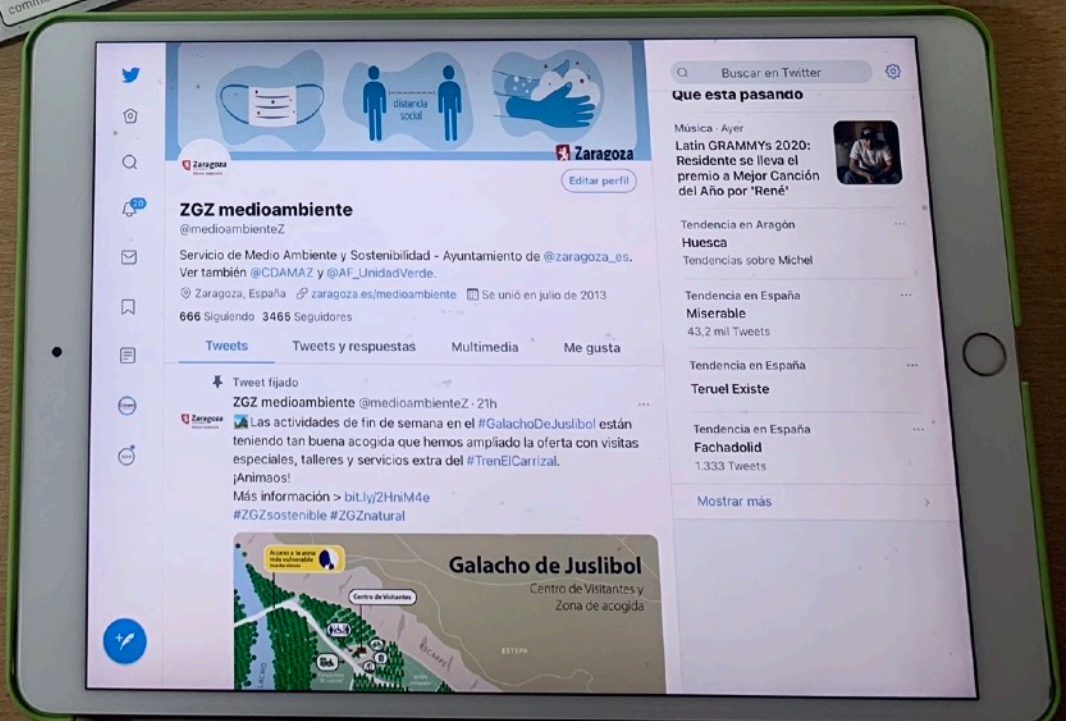 distancia
social
Zaragoza
Zaragoza
Editar perfil
ZGZ medioambiente
@medioambienteZ
Servicio de Medio Ambiente y Sostenibilidad - Ayuntamiento de @zaragoza_es.
Ver también @CDAMAZ y @AF_UnidadVerde.
Zaragoza, España zaragoza.es/medioambiente Se unió en julio de 2013
666 Siguiendo 3465 Seguidores
Tweets Tweets y respuestas Multimedia Me gusta
Tweet fijado
ZGZ medioambiente @medioambienteZ · 21h
Zaragoza
Las actividades de fin de semana en el #GalachoDeJuslibol están
teniendo tan buena acogida que hemos ampliado la oferta con visitas
especiales, talleres y servicios extra del #TrenElCarrizal.
¡Animaos!
Más información > bit.ly/2HniM4e
#ZGZsostenible #ZGZnatural
Acceso a la zona
más vulnerable
Centro de Visitantes
Galacho de Juslibol
Centro de Visitantes y
Zona de acogida
ESTEPA
20
Buscar en Twitter
Que esta pasando
Música · Ayer
Latin GRAMMYs 2020:
Residente se lleva el
premio a Mejor Canción
del Año por 'René'
Tendencia en Aragón
Huesca
Tendencias sobre Michel
Tendencia en España
Miserable
43,2 mil Tweets
Tendencia en España
Teruel Existe
Tendencia en España
Fachadolid
1.333 Tweets
Mostrar más